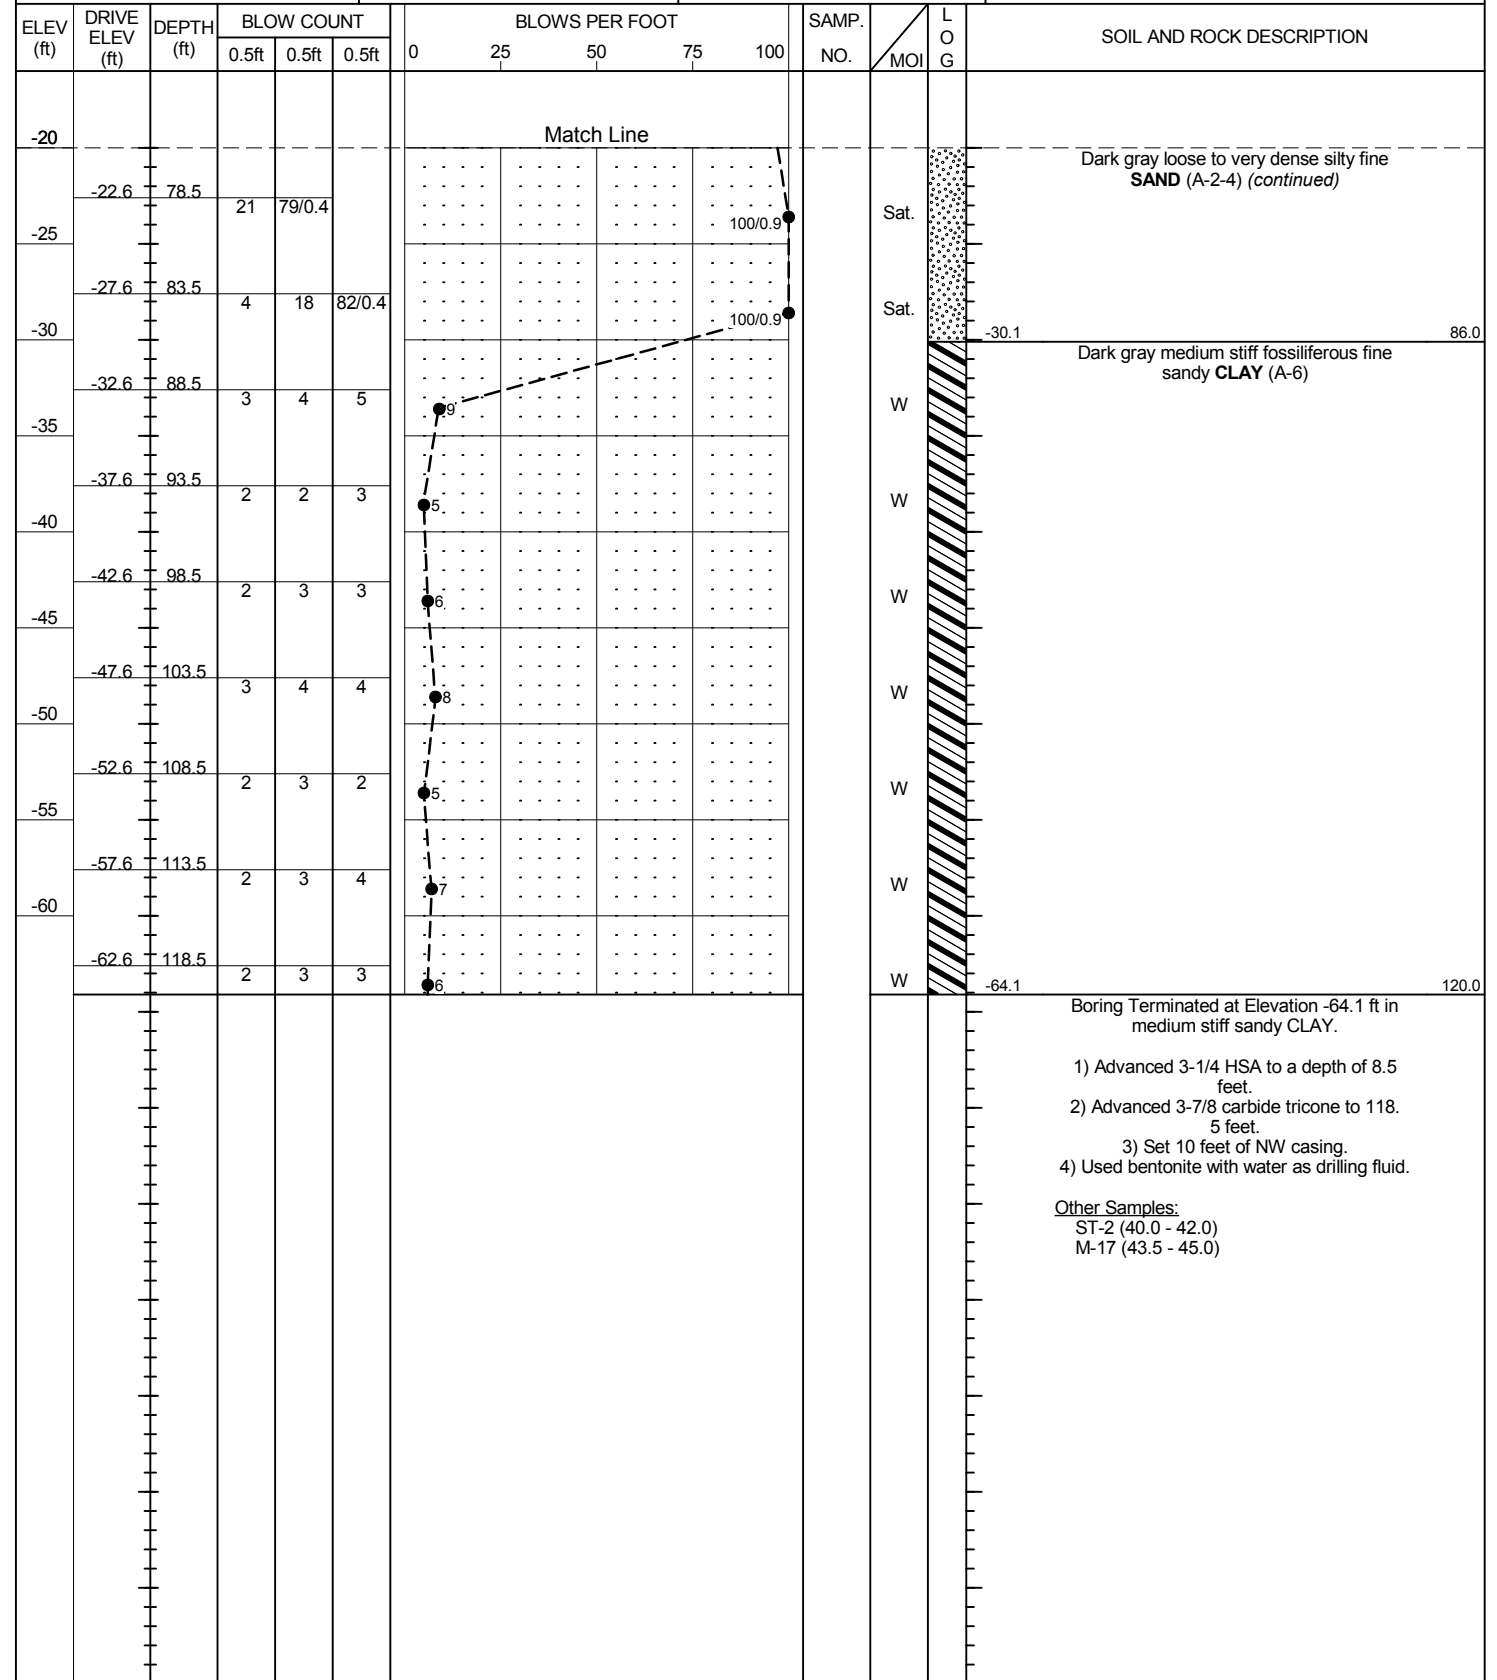 ELEV (ft) DRIVE ELEV (ft) DEPTH (ft) BLOW COUNT BLOWS PER FOOT SAMP. NO. MOI LOG SOIL AND ROCK DESCRIPTION
0.5ft 0.5ft 0.5ft 0 25 50 75 100
-20 Match Line
Dark gray loose to very dense silty fine
SAND (A-2-4) (continued)
-22.6 78.5
21 79/0.4 100/0.9 Sat.
-25
-27.6 83.5
4 18 82/0.4 100/0.9 Sat.
-30 -30.1 86.0
Dark gray medium stiff fossiliferous fine
sandy CLAY (A-6)
-32.6 88.5
3 4 5 9 W
-35
-37.6 93.5
2 2 3 5 W
-40
-42.6 98.5
2 3 3 6 W
-45
-47.6 103.5
3 4 4 8 W
-50
-52.6 108.5
2 3 2 5 W
-55
-57.6 113.5
2 3 4 7 W
-60
-62.6 118.5
2 3 3 6 W
-64.1 120.0
Boring Terminated at Elevation -64.1 ft in
medium stiff sandy CLAY.
1) Advanced 3-1/4 HSA to a depth of 8.5
feet.
2) Advanced 3-7/8 carbide tricone to 118.
5 feet.
3) Set 10 feet of NW casing.
4) Used bentonite with water as drilling fluid.
Other Samples:
ST-2 (40.0 - 42.0)
M-17 (43.5 - 45.0)